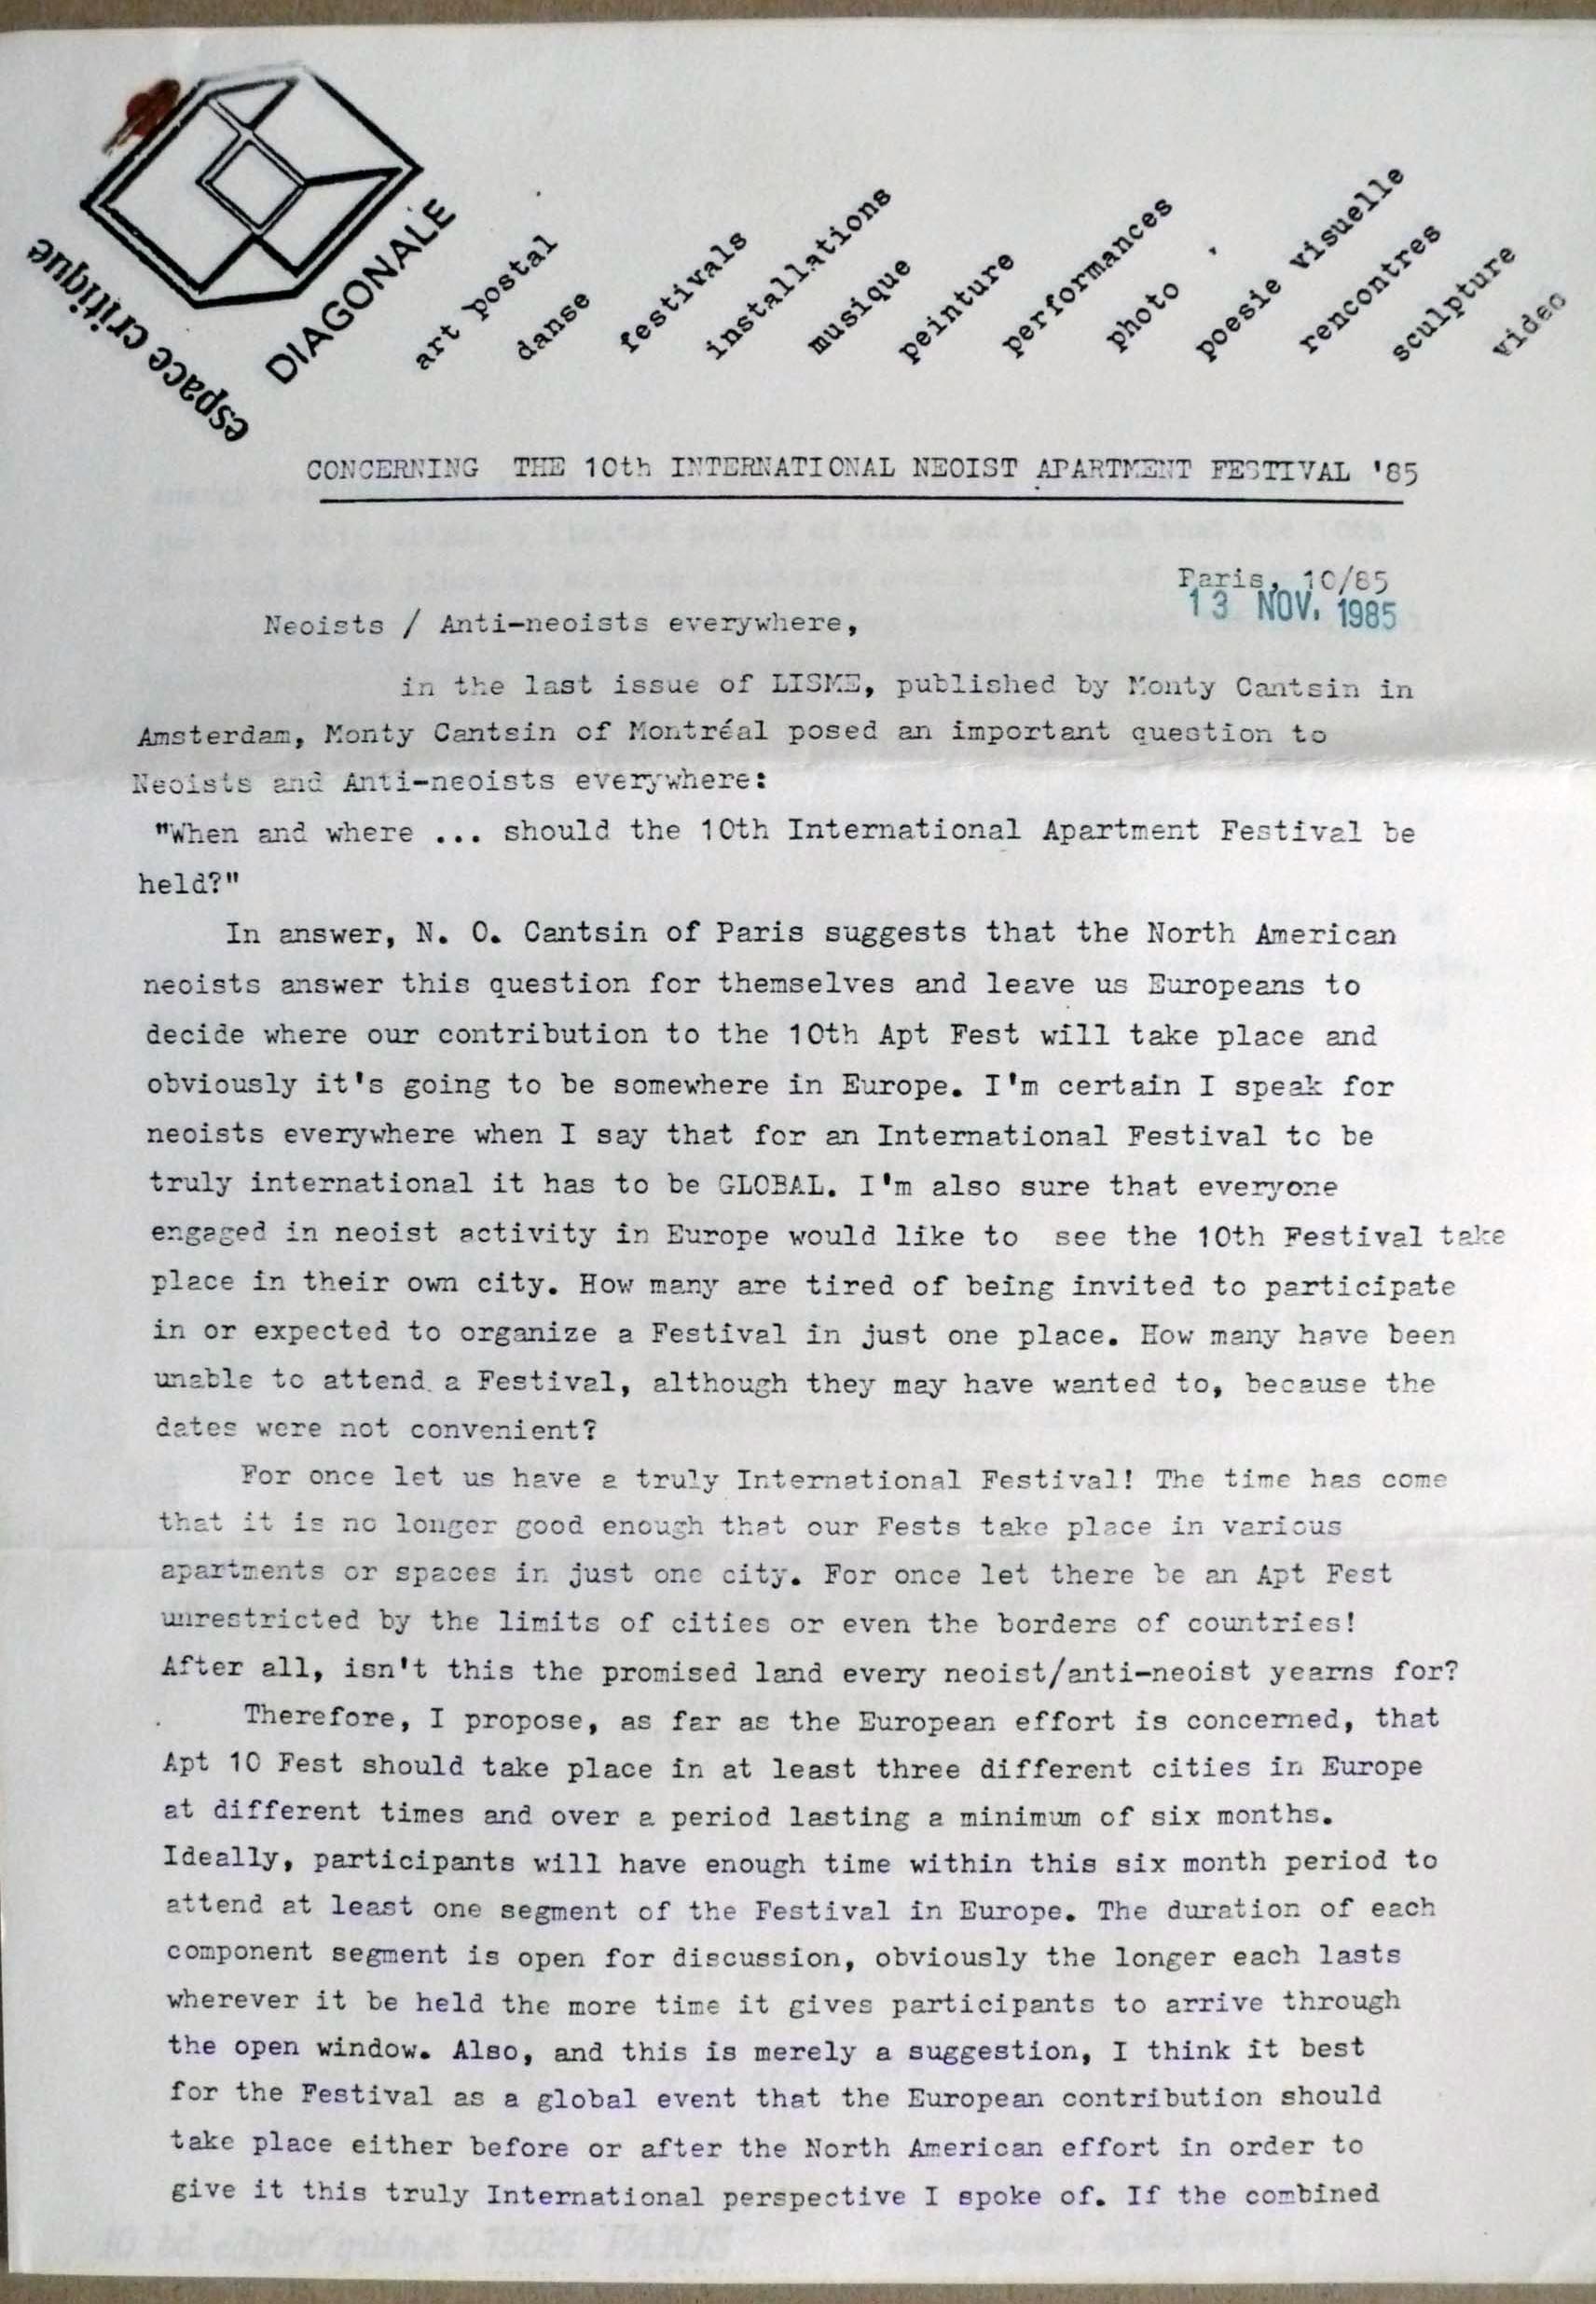 espace critique
DIAGONALE
art postal
danse
festivals
installations
musique
peinture
performances
photo
poesie visuelle
rencontres
sculpture
video
CONCERNING THE 10th INTERNATIONAL NEOIST APARTMENT FESTIVAL '85
Paris, 10/85
13 NOV. 1985
Neoists / Anti-neoists everywhere,
in the last issue of LISME, published by Monty Cantsin in
Amsterdam, Monty Cantsin of Montréal posed an important question to
Neoists and Anti-neoists everywhere:
"When and where ... should the 10th International Apartment Festival be
held?"
In answer, N. O. Cantsin of Paris suggests that the North American
neoists answer this question for themselves and leave us Europeans to
decide where our contribution to the 10th Apt Fest will take place and
obviously it's going to be somewhere in Europe. I'm certain I speak for
neoists everywhere when I say that for an International Festival to be
truly international it has to be GLOBAL. I'm also sure that everyone
engaged in neoist activity in Europe would like to see the 10th Festival take
place in their own city. How many are tired of being invited to participate
in or expected to organize a Festival in just one place. How many have been
unable to attend a Festival, although they may have wanted to, because the
dates were not convenient?
For once let us have a truly International Festival! The time has come
that it is no longer good enough that our Fests take place in various
apartments or spaces in just one city. For once let there be an Apt Fest
unrestricted by the limits of cities or even the borders of countries!
After all, isn't this the promised land every neoist/anti-neoist yearns for?
Therefore, I propose, as far as the European effort is concerned, that
Apt 10 Fest should take place in at least three different cities in Europe
at different times and over a period lasting a minimum of six months.
Ideally, participants will have enough time within this six month period to
attend at least one segment of the Festival in Europe. The duration of each
component segment is open for discussion, obviously the longer each lasts
wherever it be held the more time it gives participants to arrive through
the open window. Also, and this is merely a suggestion, I think it best
for the Festival as a global event that the European contribution should
take place either before or after the North American effort in order to
give it this truly International perspective I spoke of. If the combined